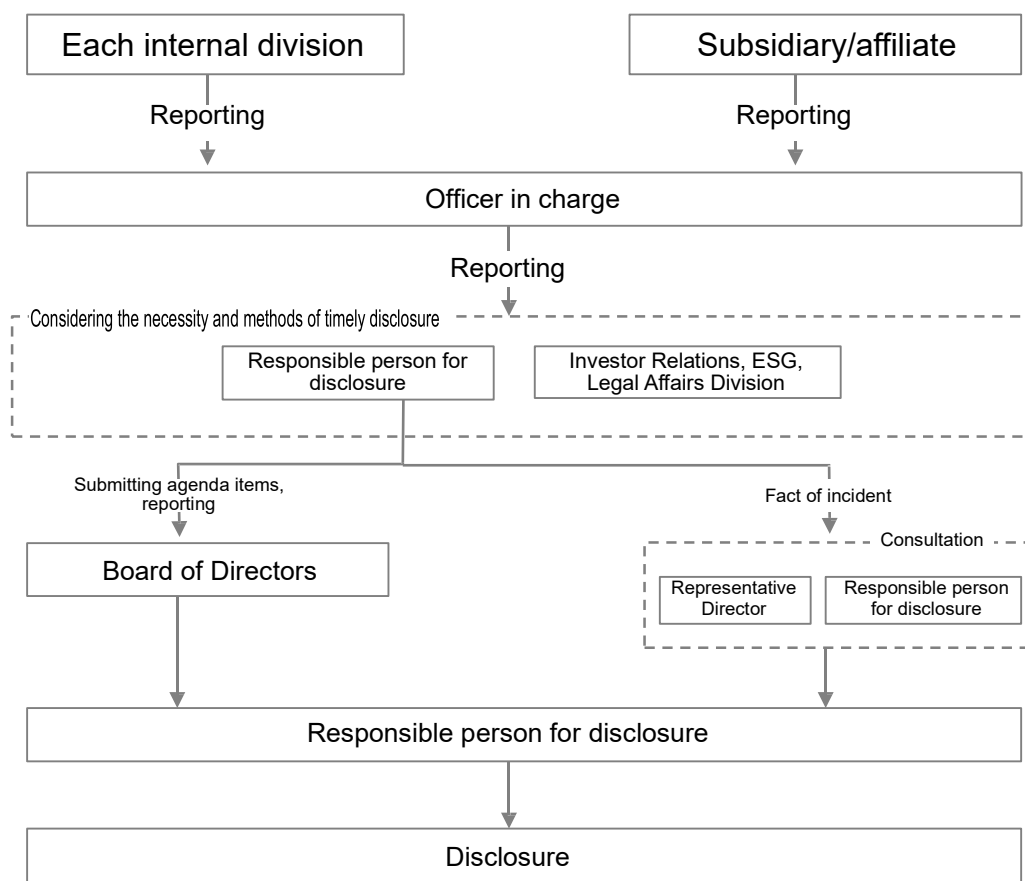 Each internal division
Subsidiary/affiliate
Reporting
Reporting
Officer in charge
Reporting
Considering the necessity and methods of timely disclosure
Responsible person for
disclosure
Investor Relations, ESG,
Legal Affairs Division
Submitting agenda items,
reporting
Fact of incident
Consultation
Board of Directors
Representative
Director
Responsible person
for disclosure
Responsible person for disclosure
Disclosure